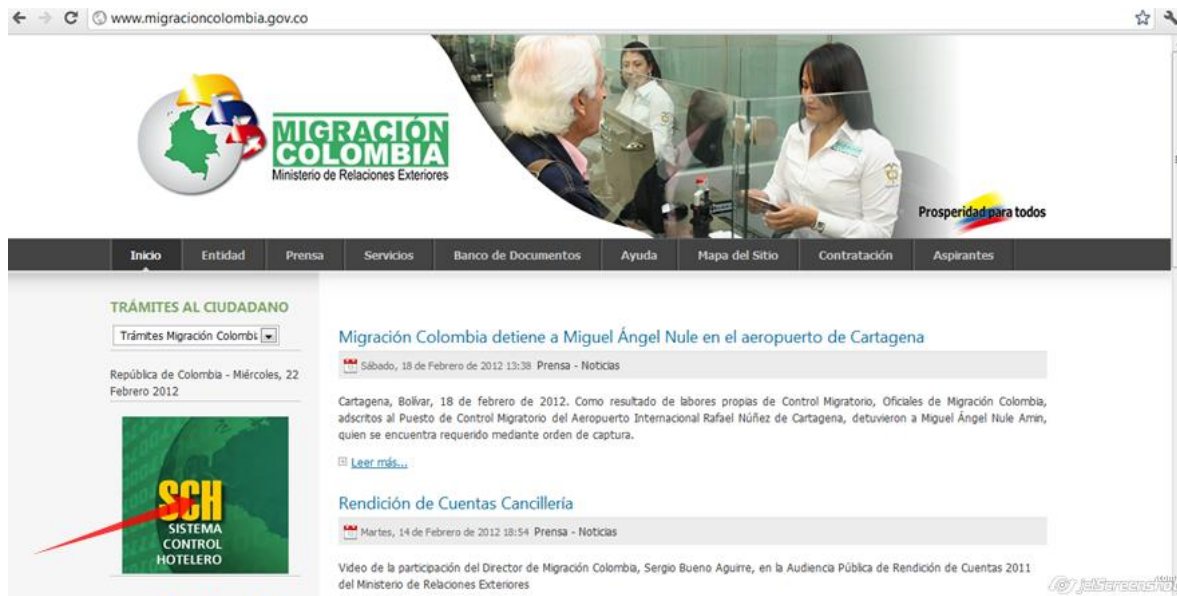 www.migracioncolombia.gov.co
MIGRACIÓN
COLOMBIA
Ministerio de Relaciones Exteriores
Prosperidad para todos
Inicio Entidad Prensa Servicios Banco de Documentos Ayuda Mapa del Sitio Contratación Aspirantes
TRÁMITES AL CIUDADANO
Trámites Migración Colombi
República de Colombia - Miércoles, 22
Febrero 2012
SCH
SISTEMA
CONTROL
HOTELERO
Migración Colombia detiene a Miguel Ángel Nule en el aeropuerto de Cartagena
Sábado, 18 de Febrero de 2012 13:38 Prensa - Noticias
Cartagena, Bolívar, 18 de febrero de 2012. Como resultado de labores propias de Control Migratorio, Oficiales de Migración Colombia,
adscritos al Puesto de Control Migratorio del Aeropuerto Internacional Rafael Núñez de Cartagena, detuvieron a Miguel Ángel Nule Amin,
quien se encuentra requerido mediante orden de captura.
Leer más...
Rendición de Cuentas Cancillería
Martes, 14 de Febrero de 2012 18:54 Prensa - Noticias
Video de la participación del Director de Migración Colombia, Sergio Bueno Aguirre, en la Audiencia Pública de Rendición de Cuentas 2011
del Ministerio de Relaciones Exteriores